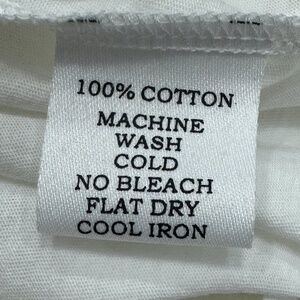 100% COTTON
MACHINE
WASH
COLD
NO BLEACH
FLAT DRY
COOL IRON